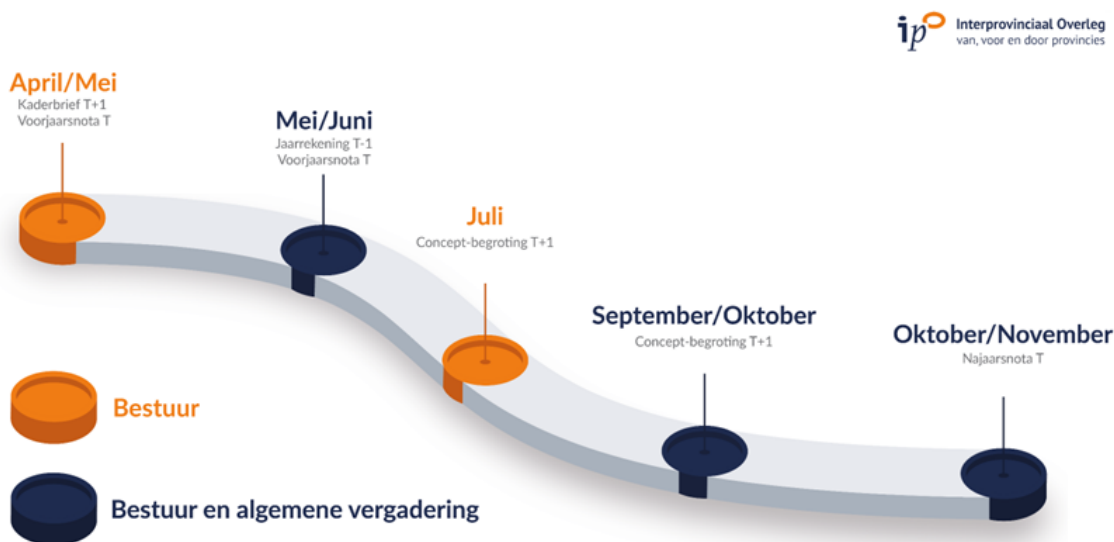 ipo
Interprovinciaal Overleg
van, voor en door provincies
April/Mei
Kaderbrief T+1
Voorjaarsnota T
Mei/Juni
Jaarrekening T-1
Voorjaarsnota T
Juli
Concept-begroting T+1
September/Oktober
Concept-begroting T+1
Oktober/November
Najaarsnota T
Bestuur
Bestuur en algemene vergadering